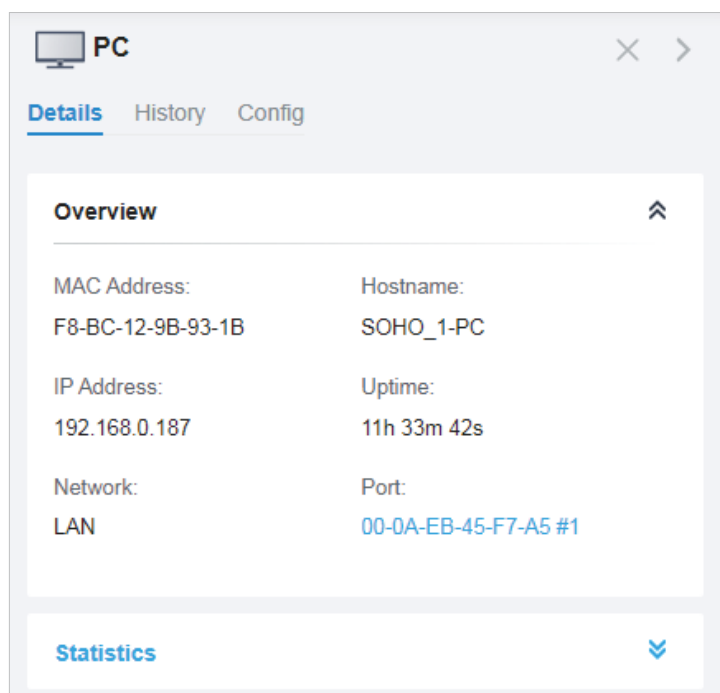 PC
Details History Config
Overview
MAC Address: Hostname:
F8-BC-12-9B-93-1B SOHO_1-PC
IP Address: Uptime:
192.168.0.187 11h 33m 42s
Network: Port:
LAN 00-0A-EB-45-F7-A5 #1
Statistics